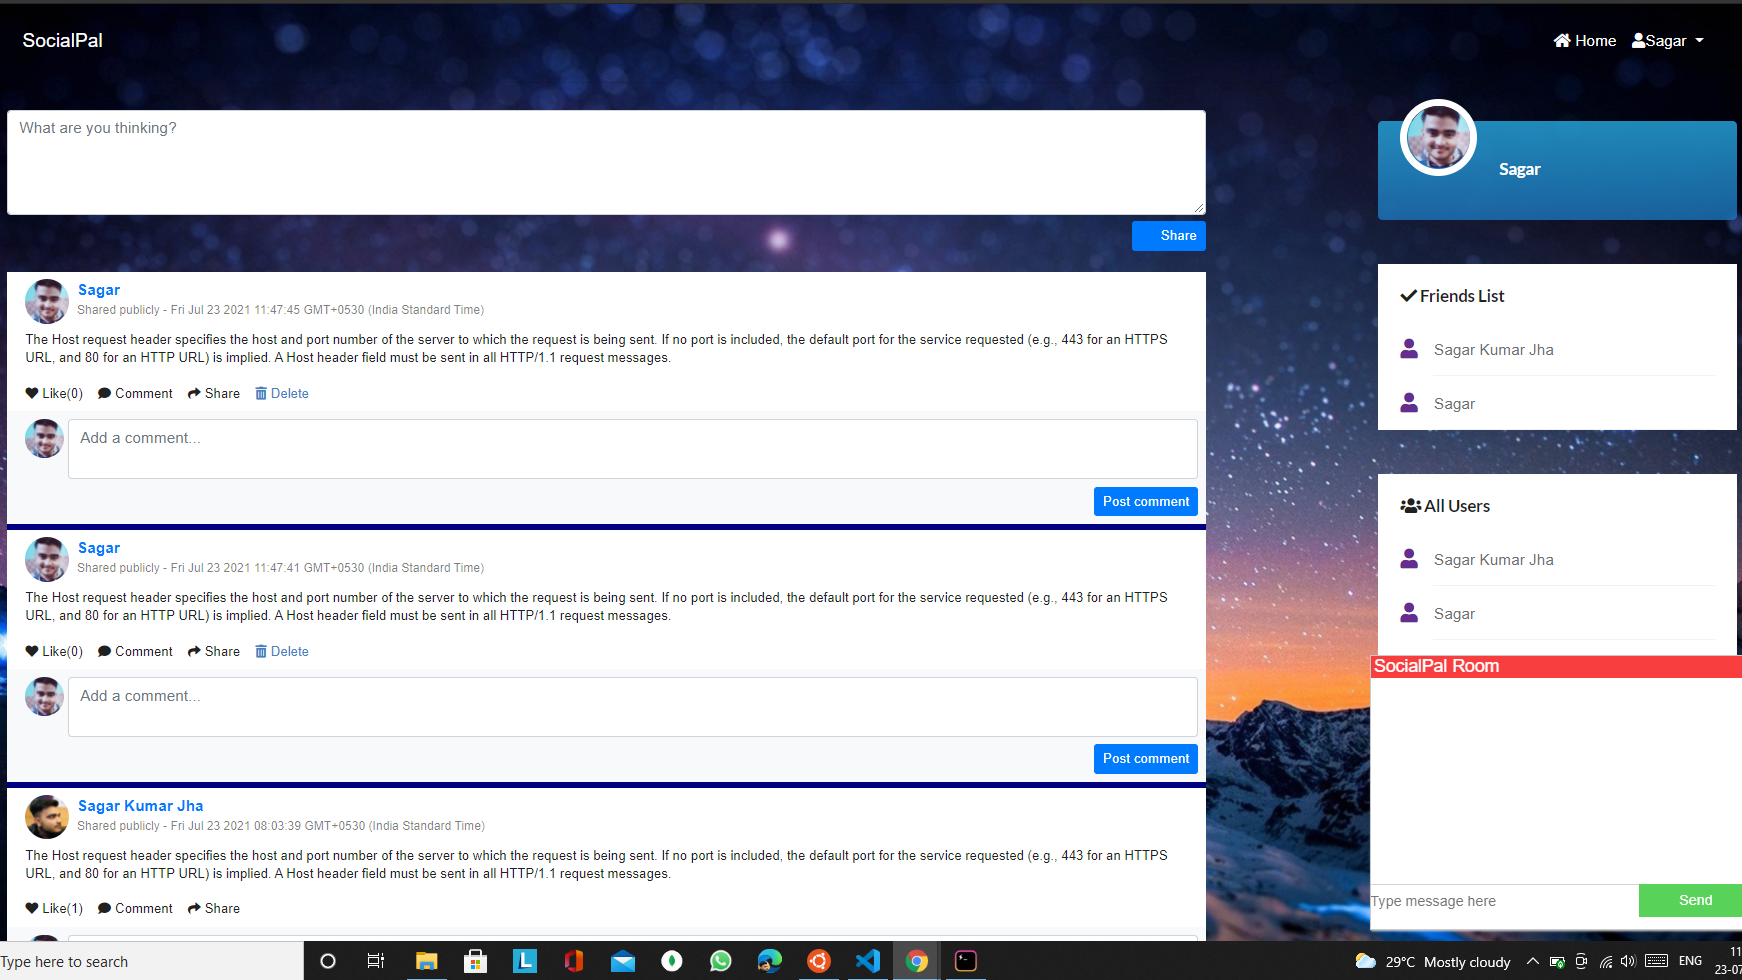 SocialPal
Home
Sagar
What are you thinking?
Share
Sagar
Shared publicly - Fri Jul 23 2021 11:47:45 GMT+0530 (India Standard Time)
The Host request header specifies the host and port number of the server to which the request is being sent. If no port is included, the default port for the service requested (e.g., 443 for an HTTPS
URL, and 80 for an HTTP URL) is implied. A Host header field must be sent in all HTTP/1.1 request messages.
Like(0) Comment Share Delete
Add a comment...
Post comment
Sagar
Shared publicly - Fri Jul 23 2021 11:47:41 GMT+0530 (India Standard Time)
The Host request header specifies the host and port number of the server to which the request is being sent. If no port is included, the default port for the service requested (e.g., 443 for an HTTPS
URL, and 80 for an HTTP URL) is implied. A Host header field must be sent in all HTTP/1.1 request messages.
Like(0) Comment Share Delete
Add a comment...
Post comment
Sagar Kumar Jha
Shared publicly - Fri Jul 23 2021 08:03:39 GMT+0530 (India Standard Time)
The Host request header specifies the host and port number of the server to which the request is being sent. If no port is included, the default port for the service requested (e.g., 443 for an HTTPS
URL, and 80 for an HTTP URL) is implied. A Host header field must be sent in all HTTP/1.1 request messages.
Like(1) Comment Share
Sagar
Friends List
Sagar Kumar Jha
Sagar
All Users
Sagar Kumar Jha
Sagar
SocialPal Room
Type message here
Send
Type here to search
L
29°C Mostly cloudy
ENG
11
23-07